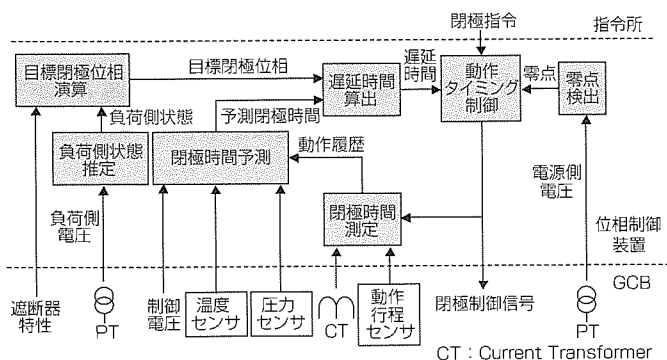 閉極指令
指令所
目標閉極位相
演算
目標閉極位相
遅延時間
算出
遅延
時間
動作
タイミング
制御
零点
零点
検出
負荷側状態
予測閉極時間
負荷側状態
推定
閉極時間予測
動作履歴
閉極時間
測定
電源側
電圧
負荷側
電圧
位相制御
装置
GCB
遮断器
特性
PT
制御
電圧
温度
センサ
圧力
センサ
CT
動作
行程
センサ
閉極制御信号
PT
CT:Current Transformer